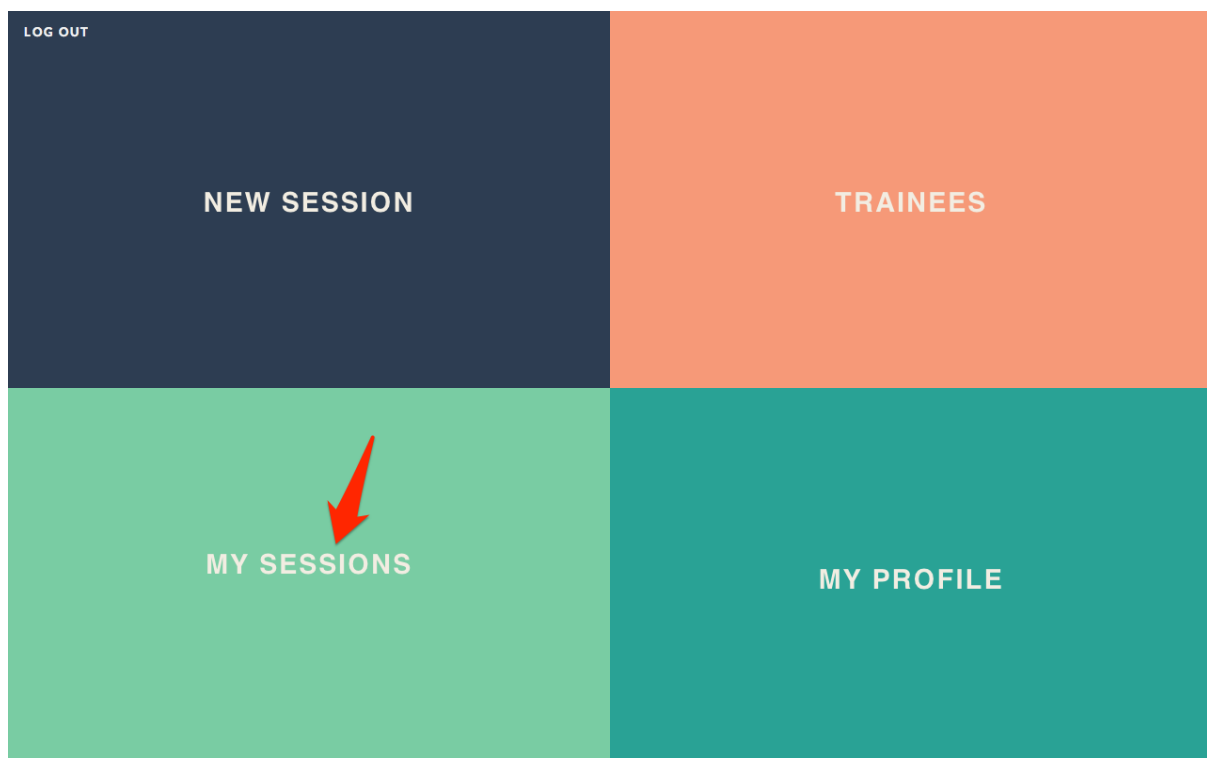 LOG OUT
NEW SESSION
TRAINEES
MY SESSIONS
MY PROFILE